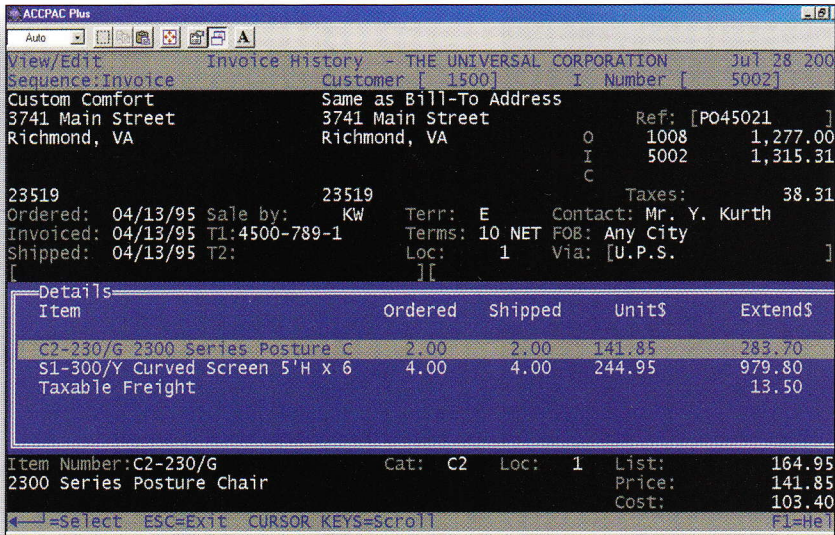 ACCPAC Plus
Auto A
View/Edit Invoice History - THE UNIVERSAL CORPORATION Jul 28 200
Sequence:Invoice Customer [ 1500] I Number [ 5002]
Custom Comfort Same as Bill-To Address
3741 Main Street 3741 Main Street Ref: [PO45021 ]
Richmond, VA Richmond, VA O 1008 1,277.00
I 5002 1,315.31
C
23519 23519 Taxes: 38.31
Ordered: 04/13/95 Sale by: KW Terr: E Contact: Mr. Y. Kurth
Invoiced: 04/13/95 T1:4500-789-1 Terms: 10 NET FOB: Any City
Shipped: 04/13/95 T2: Loc: 1 Via: [U.P.S. ]
[ ][
Details
Item Ordered Shipped Unit$ Extend$
C2-230/G 2300 Series Posture C 2.00 2.00 141.85 283.70
S1-300/Y Curved Screen 5'H x 6 4.00 4.00 244.95 979.80
Taxable Freight 13.50
Item Number:C2-230/G Cat: C2 Loc: 1 List: 164.95
2300 Series Posture Chair Price: 141.85
Cost: 103.40
=Select ESC=Exit CURSOR KEYS=Scroll F1=Hel